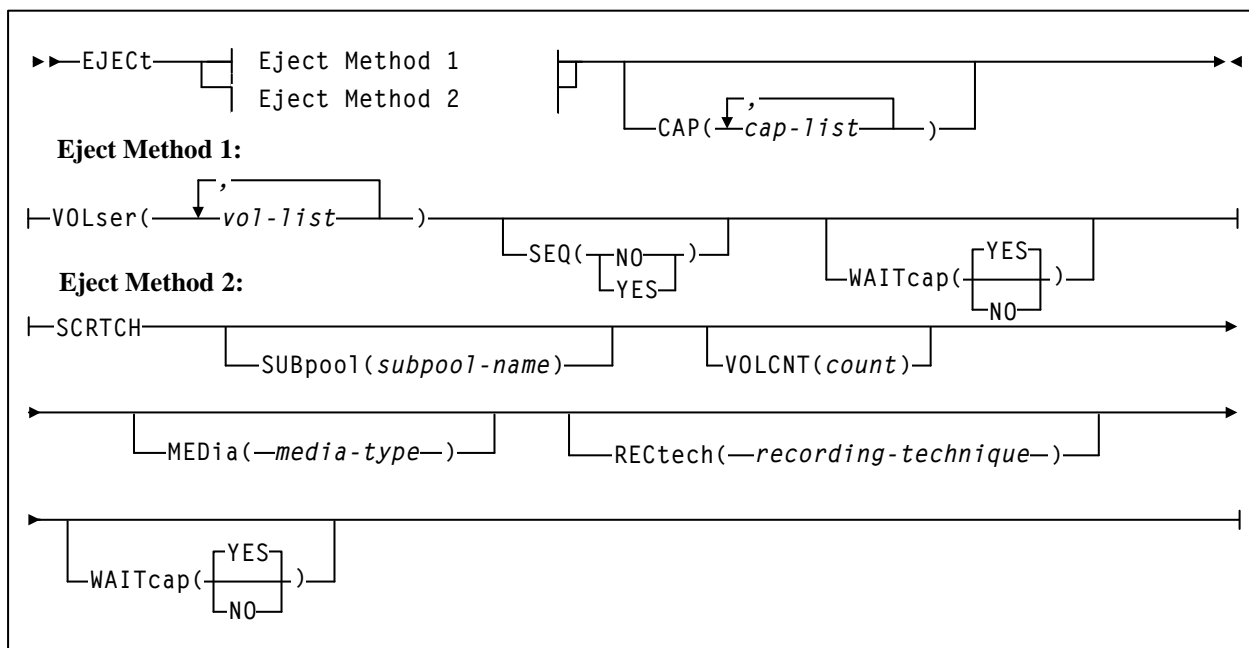 EJECt Eject Method 1
Eject Method 2
,
CAP( cap-list )
Eject Method 1:
,
VOLser( vol-list )
SEQ( NO )
YES
YES
WAITcap( )
NO
Eject Method 2:
SCRTCH
SUBpool(subpool-name) VOLCNT(count)
MEDia( media-type ) RECtech( recording-technique )
YES
WAITcap( )
NO